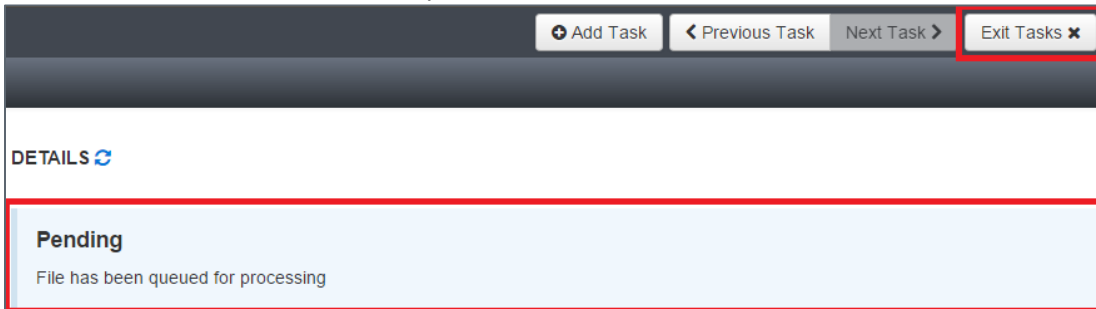 Add Task Previous Task Next Task Exit Tasks
DETAILS
Pending
File has been queued for processing